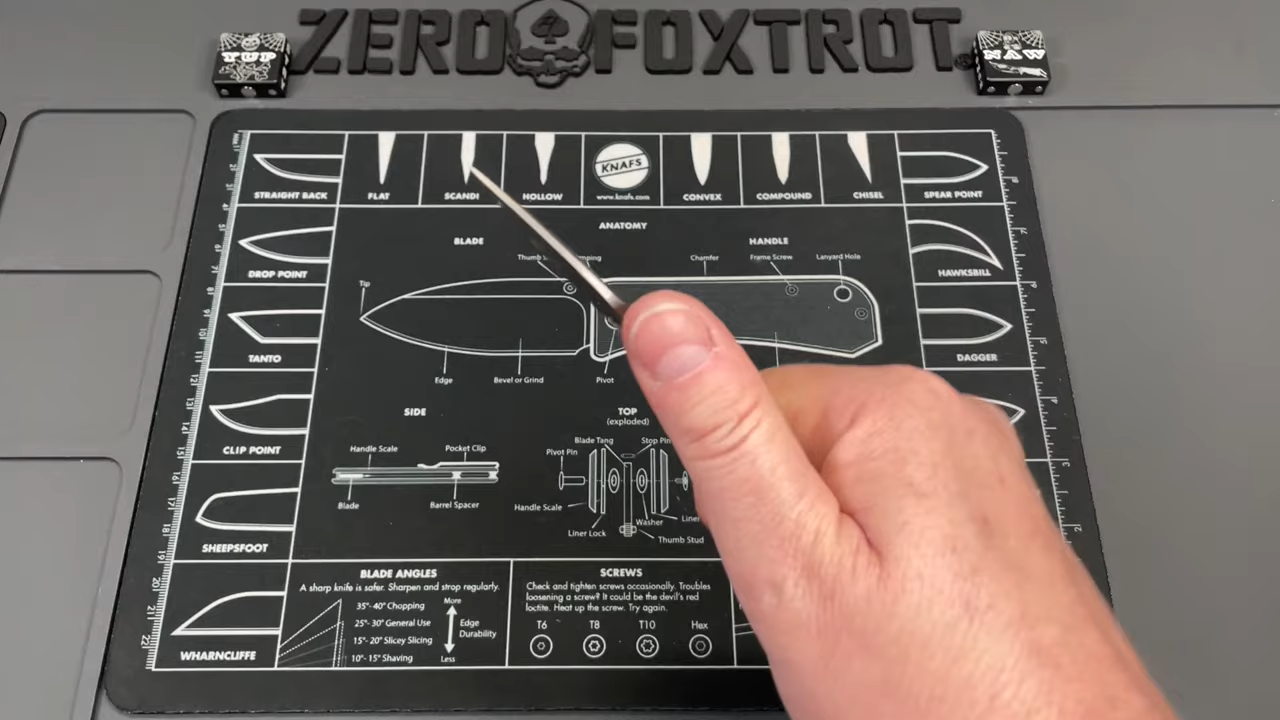 ZERO FOXTROT
YUP
NAW
STRAIGHT BACK
FLAT
SCANDI
HOLLOW
KNAFS
www.knafs.com
CONVEX
COMPOUND
CHISEL
SPEAR POINT
ANATOMY
BLADE
HANDLE
Chamfer
Frame Screw
Lanyard Hole
Tip
Edge
Bevel or Grind
Pivot
DROP POINT
HAWKSBILL
TANTO
DAGGER
CLIP POINT
SHEEPSFOOT
WHARNCLIFFE
SIDE
Handle Scale
Pocket Clip
Blade
Barrel Spacer
TOP
(exploded)
Blade Tang
Stop Pin
Pivot Pin
Handle Scale
Liner Lock
Washer
Liner
Thumb Stud
BLADE ANGLES
A sharp knife is safer. Sharpen and strop regularly.
35°- 40° Chopping
25°- 30° General Use
15°- 20° Slicey Slicing
10°- 15° Shaving
More
Edge
Durability
Less
SCREWS
Check and tighten screws occasionally. Troubles
loosening a screw? It could be the devil's red
loctite. Heat up the screw. Try again.
T6
T8
T10
Hex